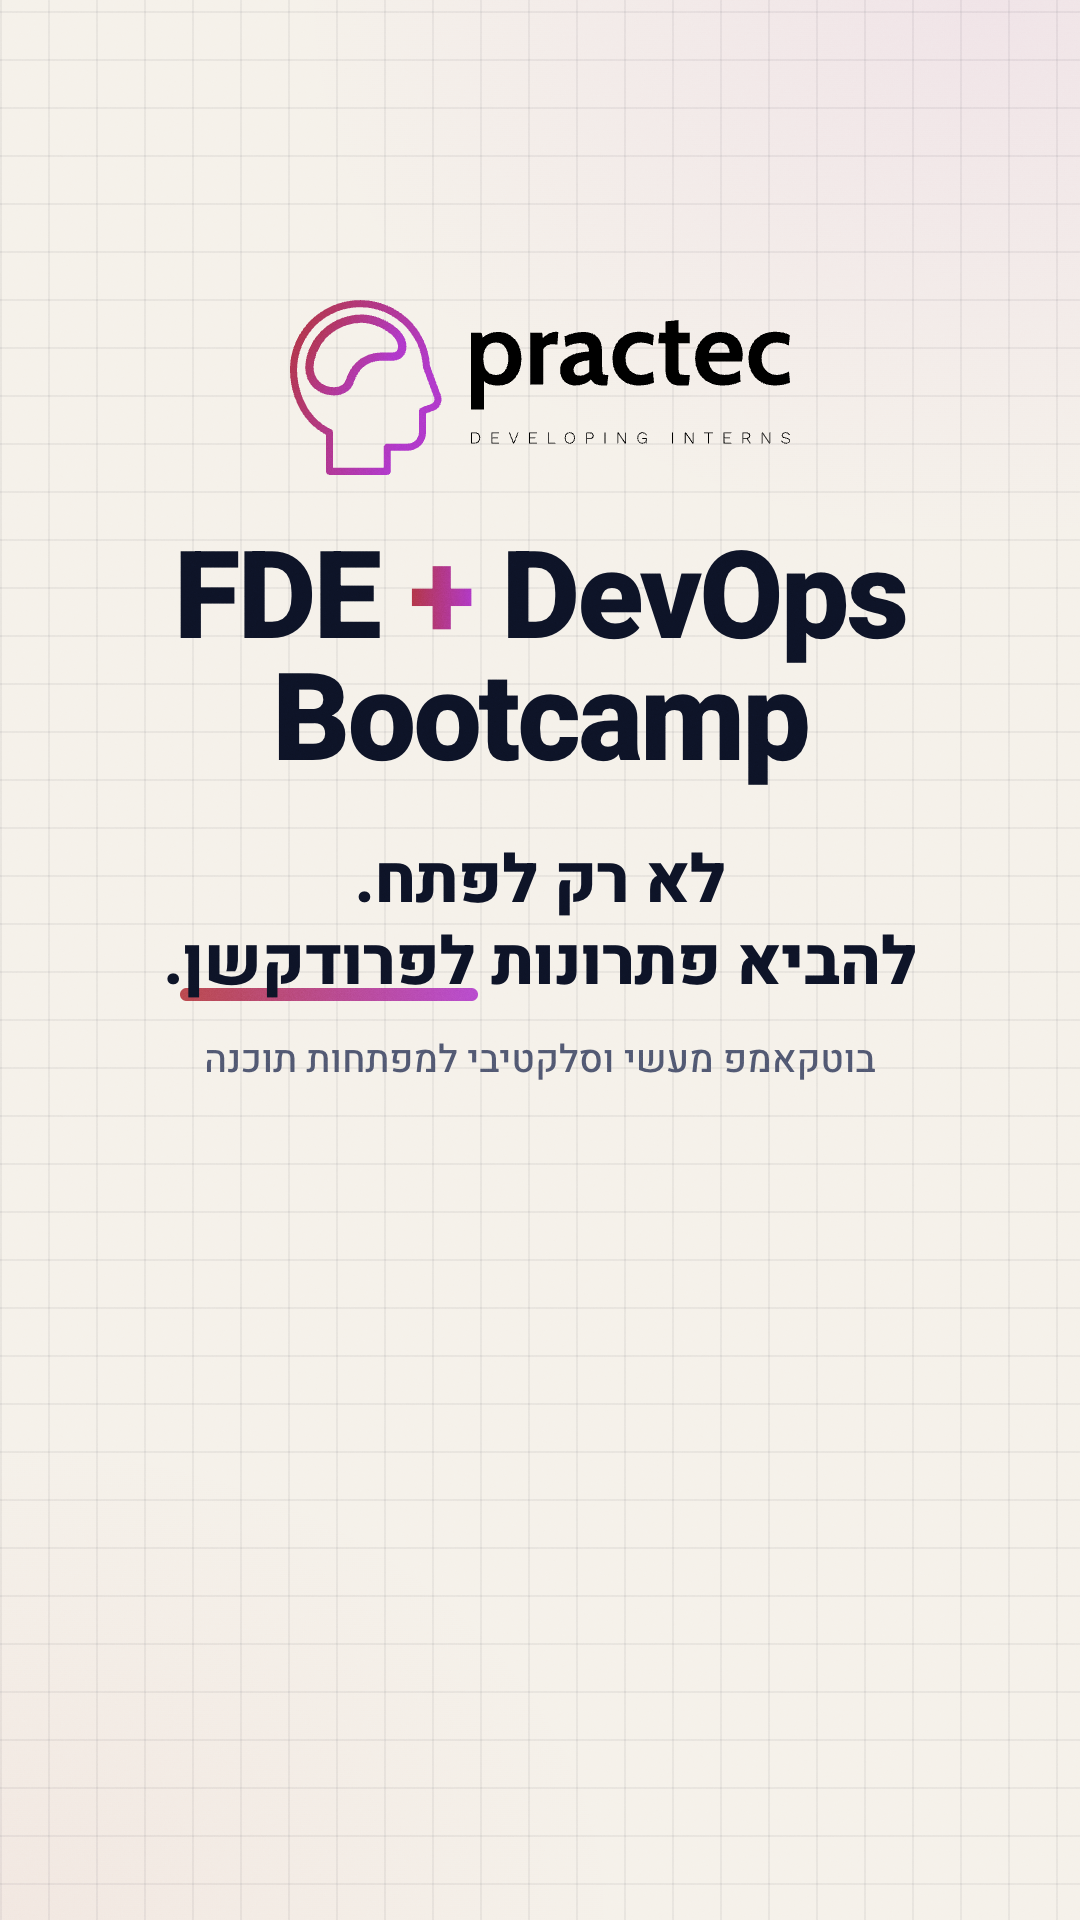 practec
DEVELOPING INTERNS
FDE + DevOps
Bootcamp
לא רק לפתח.
להביא פתרונות לפרודקשן.
בוטקאמפ מעשי וסלקטיבי למפתחות תוכנה